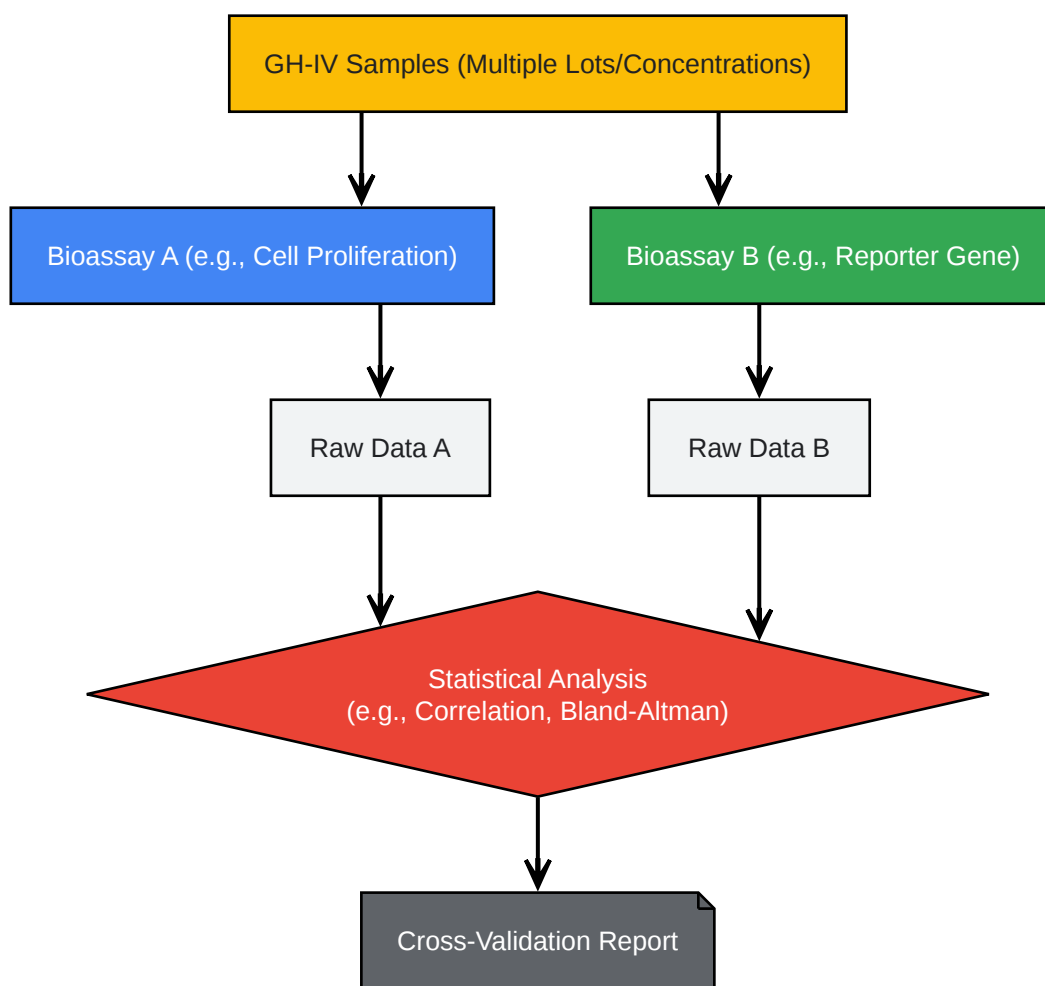 GH-IV Samples (Multiple Lots/Concentrations)
Bioassay A (e.g., Cell Proliferation)
Bioassay B (e.g., Reporter Gene)
Raw Data A
Raw Data B
Statistical Analysis
(e.g., Correlation, Bland-Altman)
Cross-Validation Report